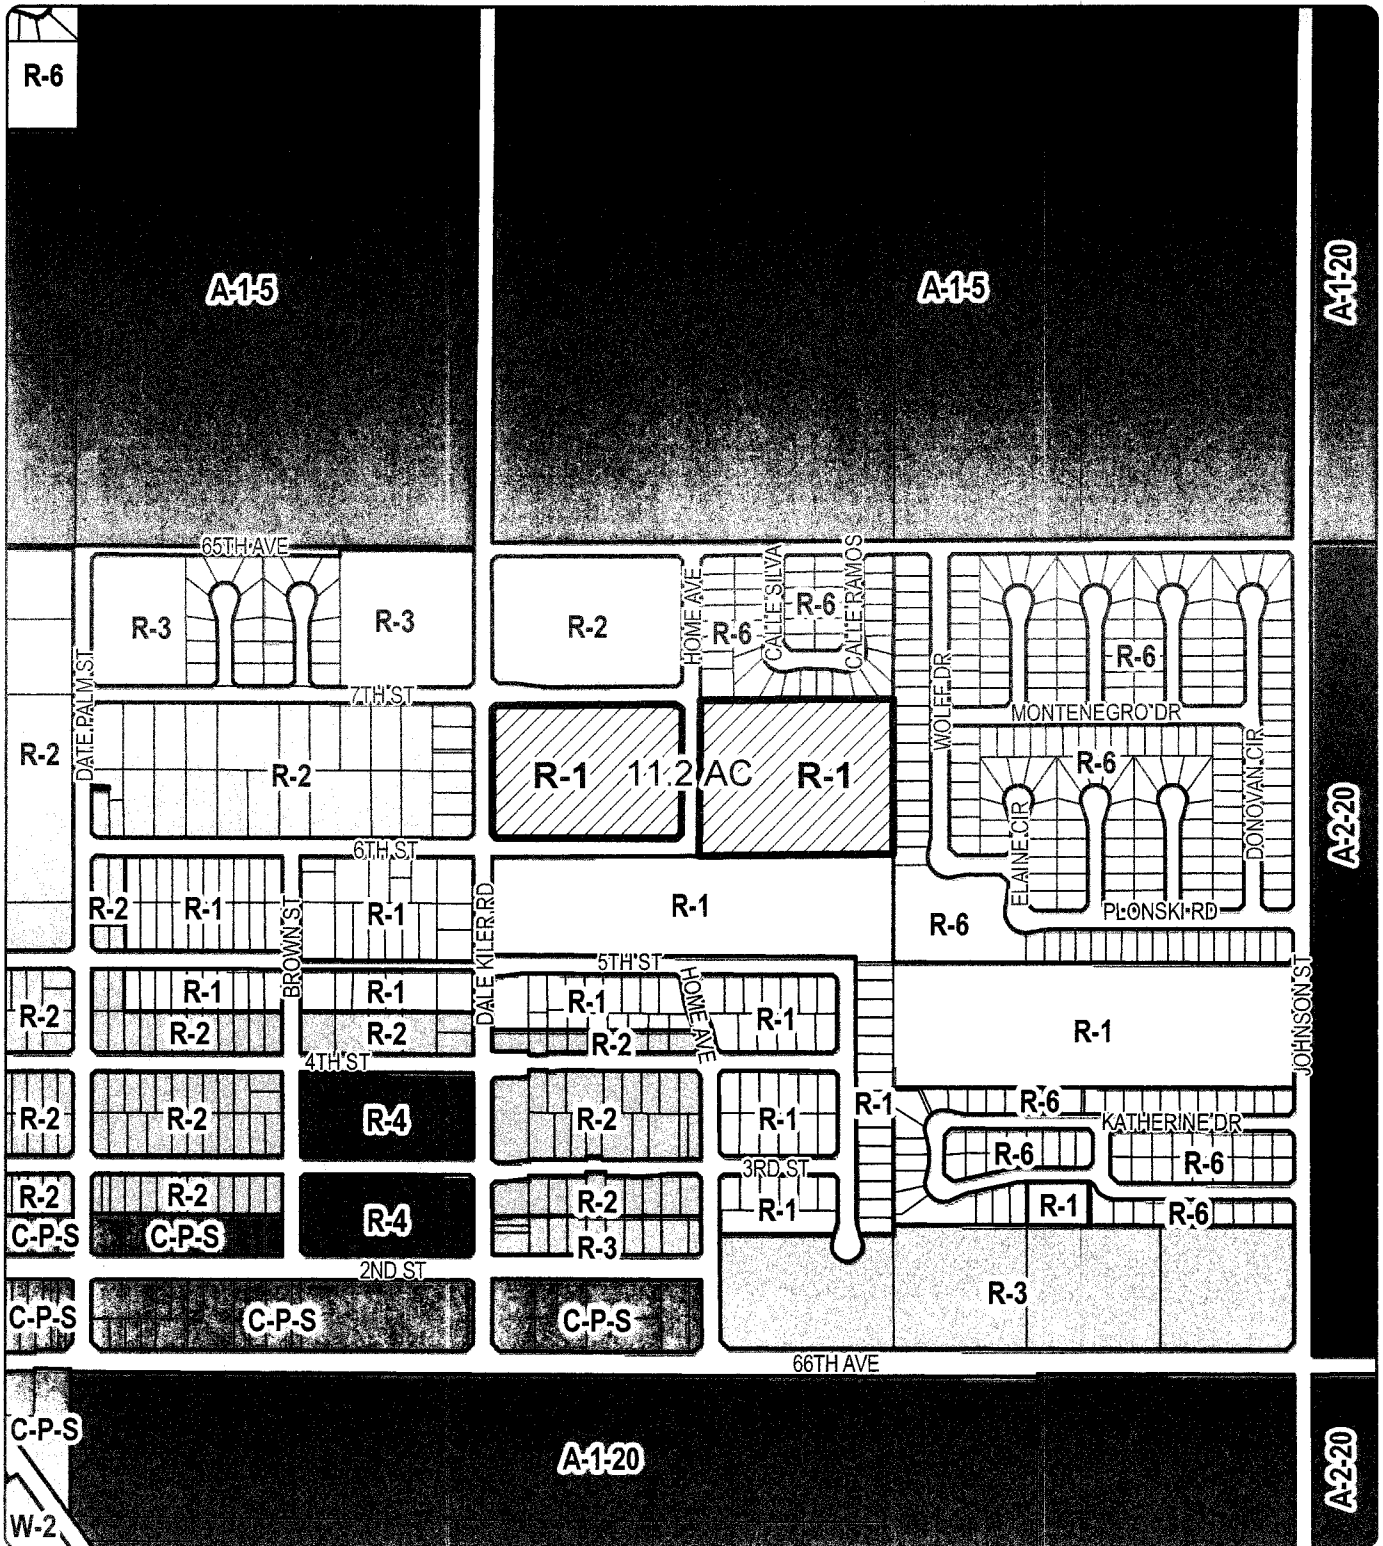 R-6
A-1-5
A-1-5
A-1-20
65TH AVE
R-3
R-3
R-2
HOME AVE
R-6
CALLE SILVA
R-6
CALLE RAMOS
WOLFF DR
R-6
DATE PALM ST
7TH ST
MONTENEGRO DR
R-2
R-2
R-1
11.2 AC
R-1
R-6
DONOVAN CIR
A-2-20
ELAINE CIR
6TH ST
R-2
R-1
BROWN ST
R-1
DALE KILER RD
R-1
R-6
PLONSKI RD
5TH ST
R-2
R-1
R-1
R-1
HOME AVE
R-1
R-1
JOHNSON ST
R-2
R-2
R-2
4TH ST
R-2
R-2
R-4
R-2
R-1
R-1
R-6
KATHERINE DR
R-6
R-6
3RD ST
R-2
R-2
R-4
R-2
R-1
R-1
R-6
C-P-S
C-P-S
R-3
2ND ST
R-3
C-P-S
C-P-S
C-P-S
66TH AVE
C-P-S
A-1-20
A-2-20
W-2